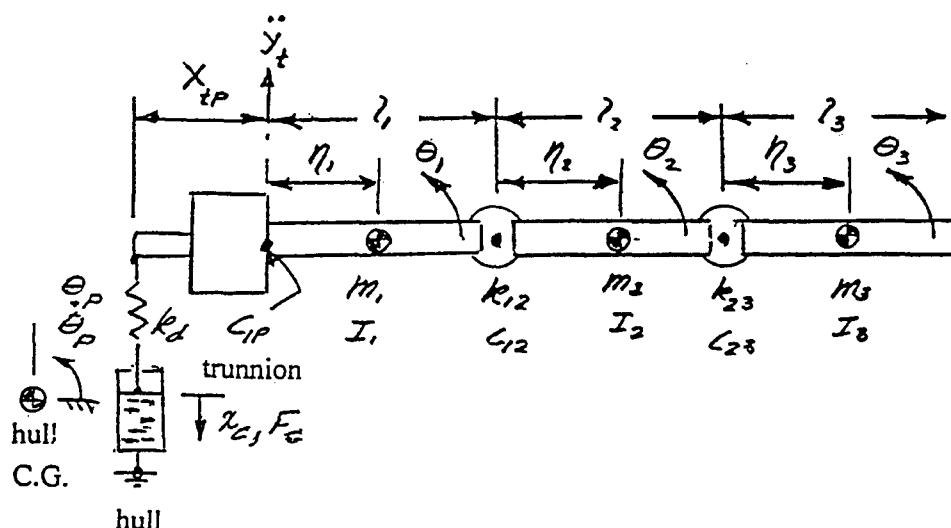 ÿ_t
X_tp
l_1 l_2 l_3
η_1 θ_1 η_2 θ_2 η_3 θ_3
m_1 k_12 m_2 k_23 m_3
I_1 C_12 I_2 C_23 I_3
θ_p
θ̇_p
k_d
C_1p
trunnion
x_c, F_c
hull
C.G.
hull